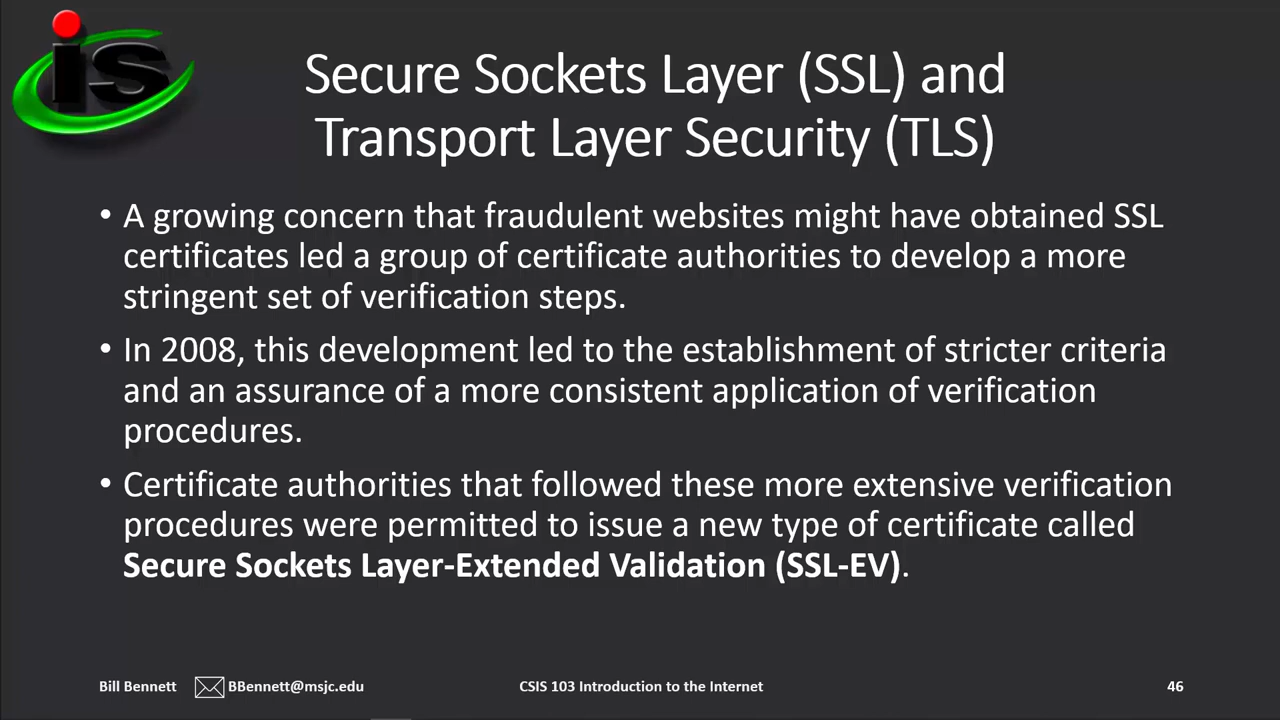 is
Secure Sockets Layer (SSL) and
Transport Layer Security (TLS)
• A growing concern that fraudulent websites might have obtained SSL
certificates led a group of certificate authorities to develop a more
stringent set of verification steps.
• In 2008, this development led to the establishment of stricter criteria
and an assurance of a more consistent application of verification
procedures.
• Certificate authorities that followed these more extensive verification
procedures were permitted to issue a new type of certificate called
Secure Sockets Layer-Extended Validation (SSL-EV).
Bill Bennett BBennett@msjc.edu CSIS 103 Introduction to the Internet 46